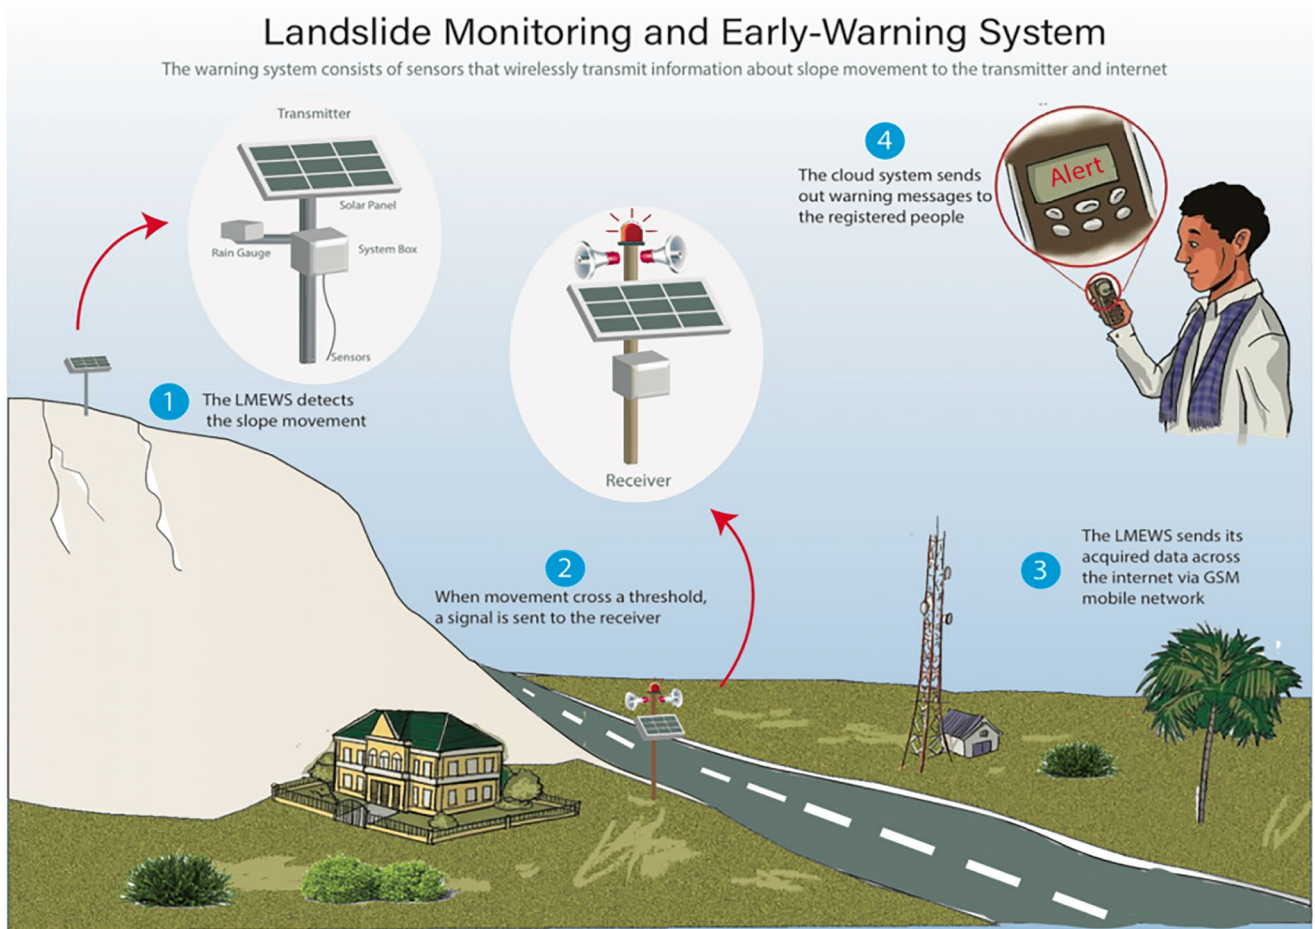 Landslide Monitoring and Early-Warning System
The warning system consists of sensors that wirelessly transmit information about slope movement to the transmitter and internet
Transmitter
Solar Panel
Rain Gauge
System Box
Sensors
1
The LMEWS detects
the slope movement
Receiver
2
When movement cross a threshold,
a signal is sent to the receiver
3
The LMEWS sends its
acquired data across
the internet via GSM
mobile network
4
The cloud system sends
out warning messages to
the registered people
Alert